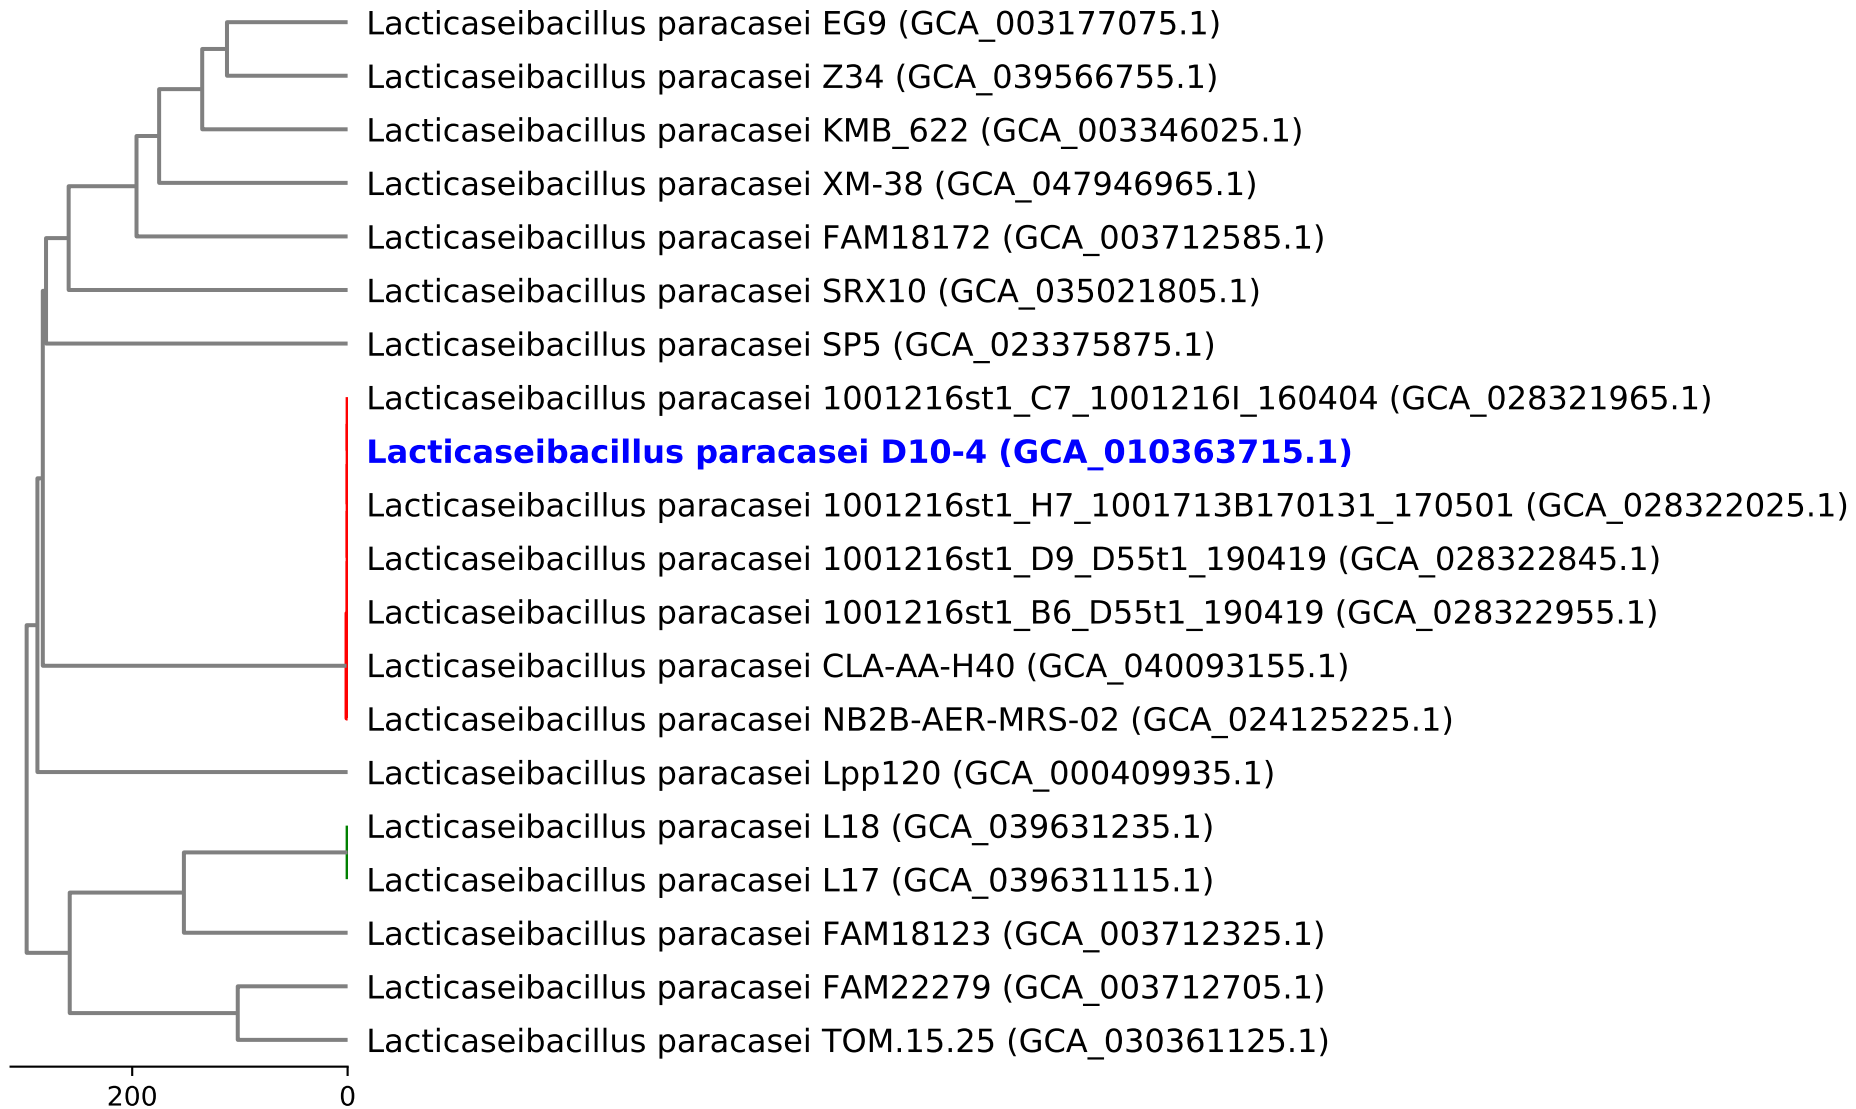 Lacticaseibacillus paracasei EG9 (GCA_003177075.1)
Lacticaseibacillus paracasei Z34 (GCA_039566755.1)
Lacticaseibacillus paracasei KMB_622 (GCA_003346025.1)
Lacticaseibacillus paracasei XM-38 (GCA_047946965.1)
Lacticaseibacillus paracasei FAM18172 (GCA_003712585.1)
Lacticaseibacillus paracasei SRX10 (GCA_035021805.1)
Lacticaseibacillus paracasei SP5 (GCA_023375875.1)
Lacticaseibacillus paracasei 1001216st1_C7_1001216I_160404 (GCA_028321965.1)
Lacticaseibacillus paracasei D10-4 (GCA_010363715.1)
Lacticaseibacillus paracasei 1001216st1_H7_1001713B170131_170501 (GCA_028322025.1)
Lacticaseibacillus paracasei 1001216st1_D9_D55t1_190419 (GCA_028322845.1)
Lacticaseibacillus paracasei 1001216st1_B6_D55t1_190419 (GCA_028322955.1)
Lacticaseibacillus paracasei CLA-AA-H40 (GCA_040093155.1)
Lacticaseibacillus paracasei NB2B-AER-MRS-02 (GCA_024125225.1)
Lacticaseibacillus paracasei Lpp120 (GCA_000409935.1)
Lacticaseibacillus paracasei L18 (GCA_039631235.1)
Lacticaseibacillus paracasei L17 (GCA_039631115.1)
Lacticaseibacillus paracasei FAM18123 (GCA_003712325.1)
Lacticaseibacillus paracasei FAM22279 (GCA_003712705.1)
Lacticaseibacillus paracasei TOM.15.25 (GCA_030361125.1)
200 0